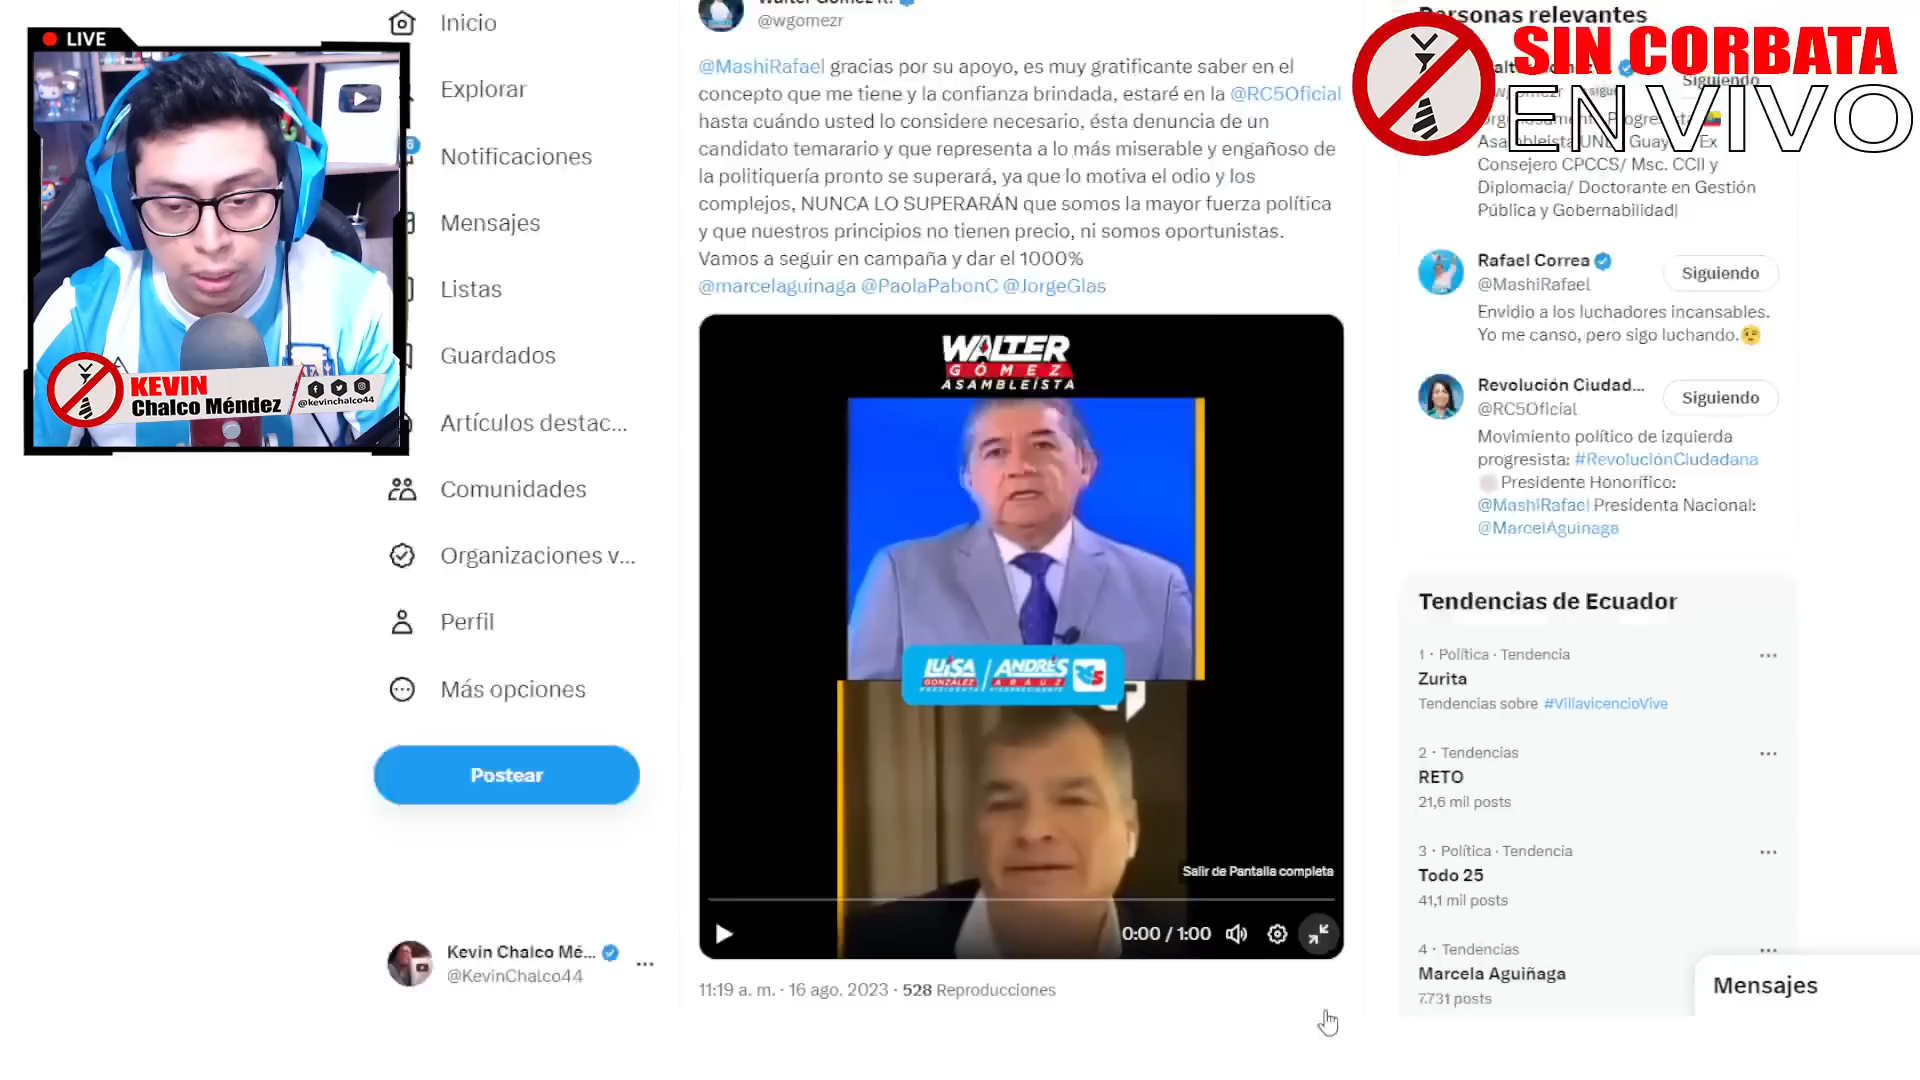 LIVE
KEVIN
Chalco Méndez
@kevinchalco44
Inicio
Explorar
Notificaciones
Mensajes
Listas
Guardados
Artículos destac...
Comunidades
Organizaciones v...
Perfil
Más opciones
Postear
Kevin Chalco Mé...
@KevinChalco44
@wgomezr
@MashiRafael gracias por su apoyo, es muy gratificante saber en el
concepto que me tiene y la confianza brindada, estaré en la @RC5Oficial
hasta cuándo usted lo considere necesario, ésta denuncia de un
candidato temarario y que representa a lo más miserable y engañoso de
la politiquería pronto se superará, ya que lo motiva el odio y los
complejos, NUNCA LO SUPERARÁN que somos la mayor fuerza política
y que nuestros principios no tienen precio, ni somos oportunistas.
Vamos a seguir en campaña y dar el 1000%
@marcelaguinaga @PaolaPabonC @JorgeGlas
WALTER
GÓMEZ
ASAMBLEÍSTA
LUISA
GONZÁLEZ
PRESIDENTA
ANDRÉS
ARAUZ
VICEPRESIDENTE
RC5
Salir de Pantalla completa
0:00 / 1:00
11:19 a. m. · 16 ago. 2023 · 528 Reproducciones
Personas relevantes
SIN CORBATA
EN VIVO
Siguiendo
Consejero CPCCS/ Msc. CCII y
Diplomacia/ Doctorante en Gestión
Pública y Gobernabilidad|
Rafael Correa
@MashiRafael
Siguiendo
Envidio a los luchadores incansables.
Yo me canso, pero sigo luchando.😉
Revolución Ciudad...
@RC5Oficial
Siguiendo
Movimiento político de izquierda
progresista: #RevoluciónCiudadana
Presidente Honorífico:
@MashiRafael Presidenta Nacional:
@MarcelAguinaga
Tendencias de Ecuador
1 · Política · Tendencia
Zurita
Tendencias sobre #VillavicencioVive
2 · Tendencias
RETO
21,6 mil posts
3 · Política · Tendencia
Todo 25
41,1 mil posts
4 · Tendencias
Marcela Aguiñaga
7.731 posts
Mensajes